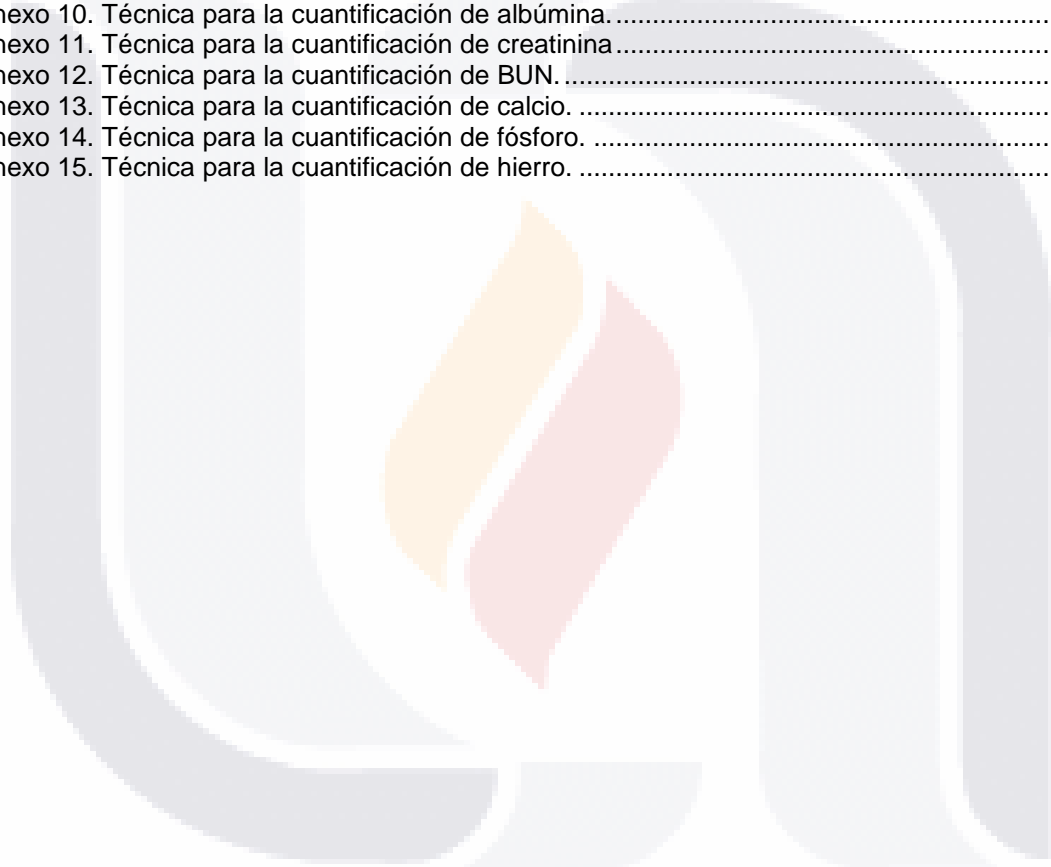 nexo 10. Técnica para la cuantificación de albúmina. ........................................................
nexo 11. Técnica para la cuantificación de creatinina ........................................................
nexo 12. Técnica para la cuantificación de BUN. ..............................................................
nexo 13. Técnica para la cuantificación de calcio. ............................................................
nexo 14. Técnica para la cuantificación de fósforo. ..........................................................
nexo 15. Técnica para la cuantificación de hierro. ............................................................